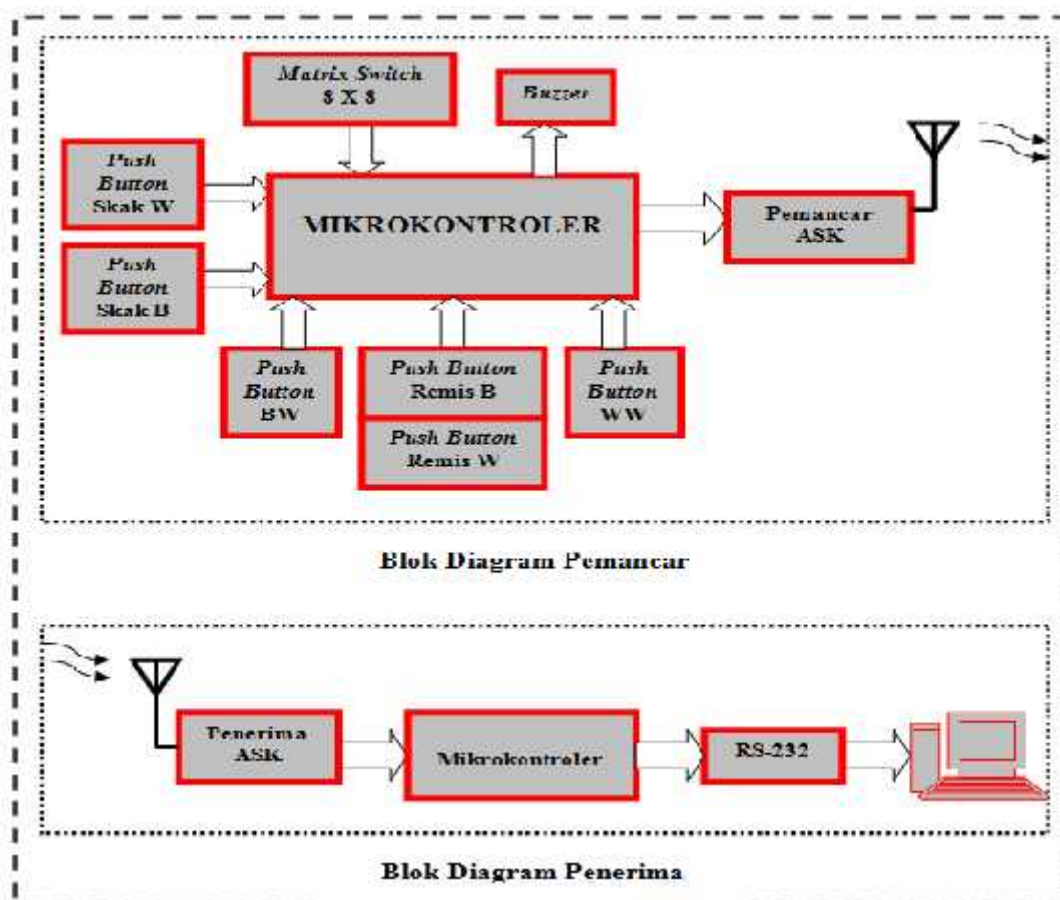 Matrix Switch
8 X 8
Buzzer
Push
Button
Skak W
MIKROKONTROLER
Pemancar
ASK
Push
Button
Skak B
Push
Button
BW
Push Button
Remis B
Push Button
Remis W
Push
Button
WW
Blok Diagram Pemancar
Penerima
ASK
Mikrokontroler
RS-232
Blok Diagram Penerima